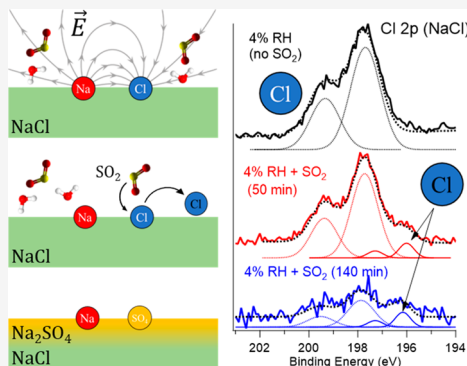 E
Na
Cl
NaCl
SO₂
Cl
Na
Cl
NaCl
Na
SO₄
Na₂SO₄
NaCl
Cl 2p (NaCl)
4% RH
(no SO₂)
Cl
4% RH + SO₂
(50 min)
Cl
4% RH + SO₂ (140 min)
202 200 198 196 194
Binding Energy (eV)